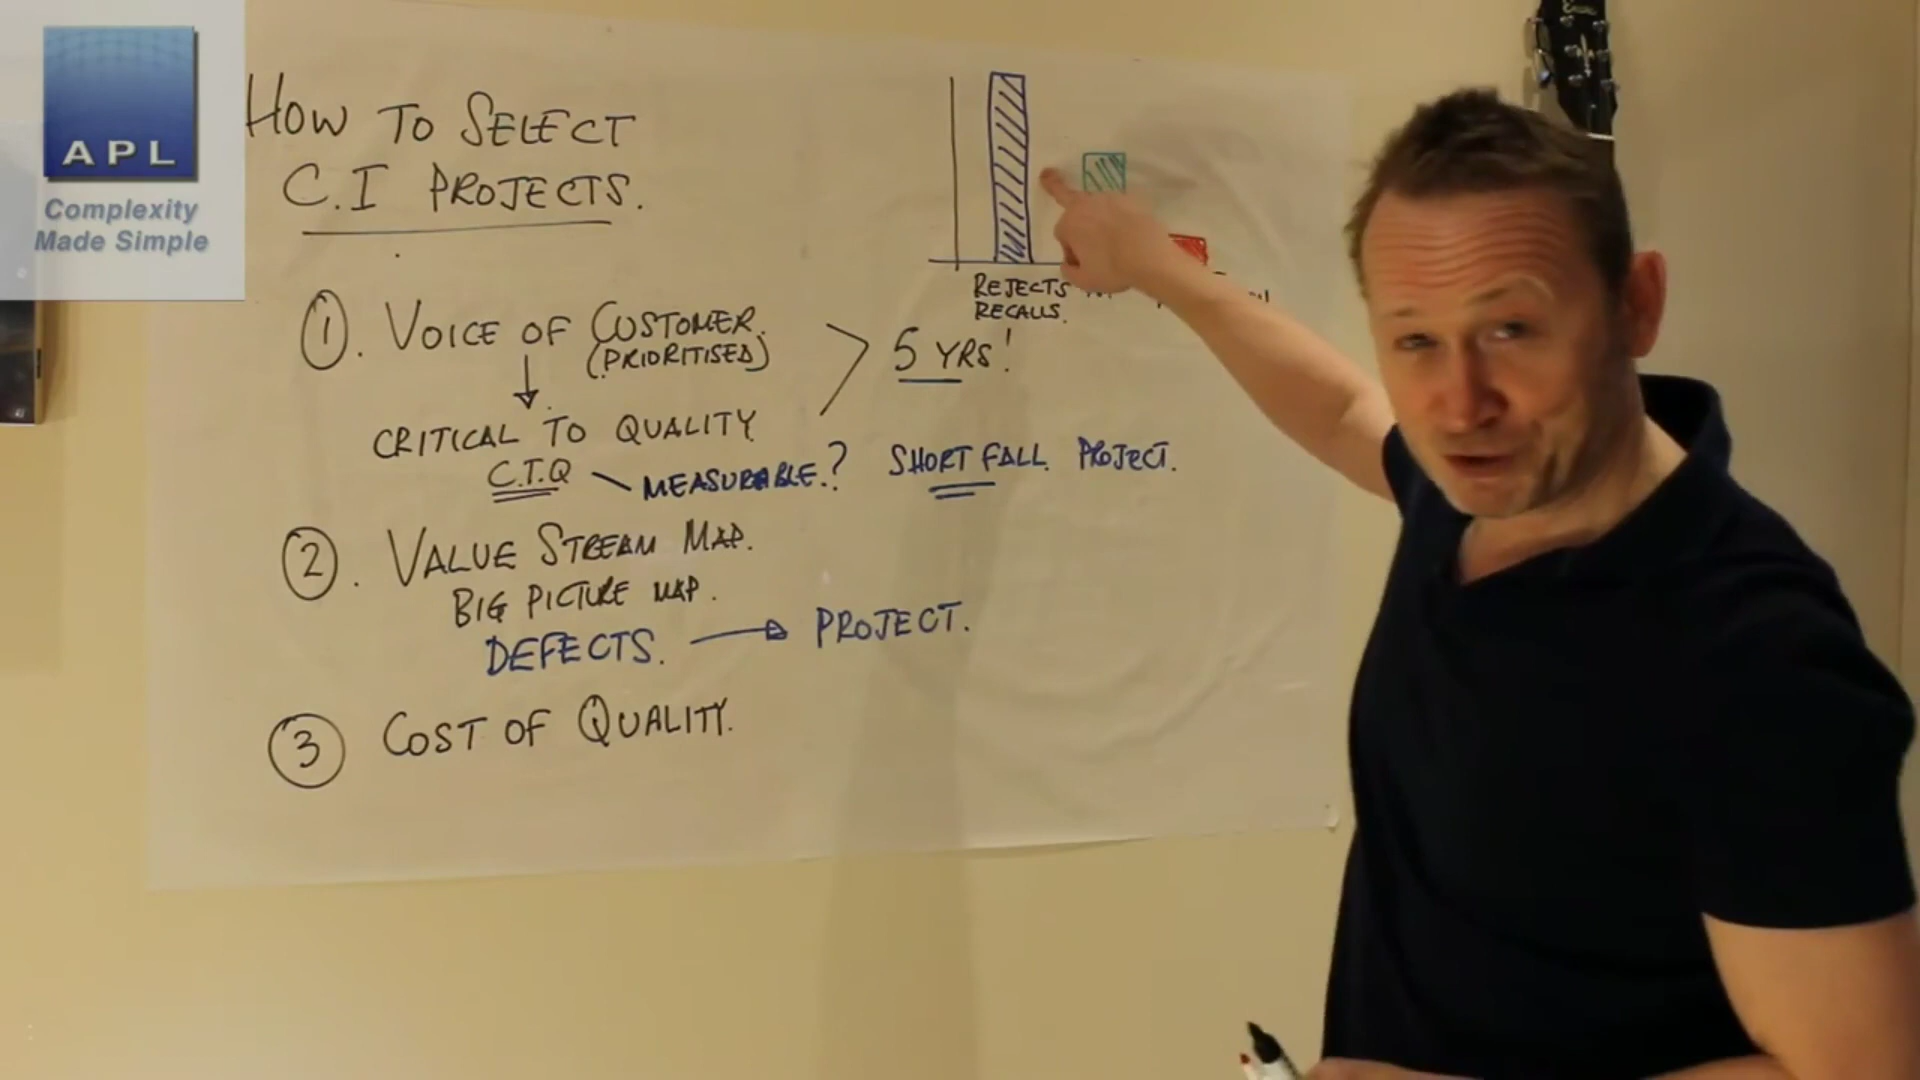 APL
Complexity
Made Simple
HOW TO SELECT
C.I PROJECTS.
1. VOICE OF CUSTOMER.
(PRIORITISED)
CRITICAL TO QUALITY
C.T.Q
MEASURABLE.?
5 YRS!
SHORT FALL PROJECT.
2. VALUE STREAM MAP.
BIG PICTURE MAP.
DEFECTS. → PROJECT.
3 COST OF QUALITY.
REJECTS
RECALLS.